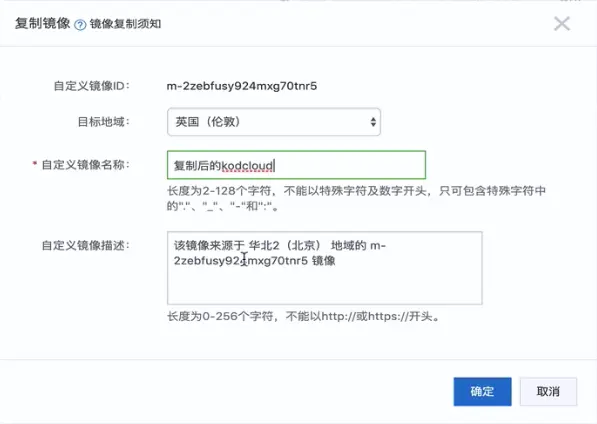 复制镜像 ? 镜像复制须知
自定义镜像ID： m-2zebfusy924mxg70tnr5
目标地域： 英国（伦敦）
* 自定义镜像名称： 复制后的kodcloud
长度为2-128个字符，不能以特殊字符及数字开头，只可包含特殊字符中
的"."、"_"、"-"和":"。
自定义镜像描述： 该镜像来源于 华北2（北京） 地域的 m-
2zebfusy924mxg70tnr5 镜像
长度为0-256个字符，不能以http://或https://开头。
确定 取消